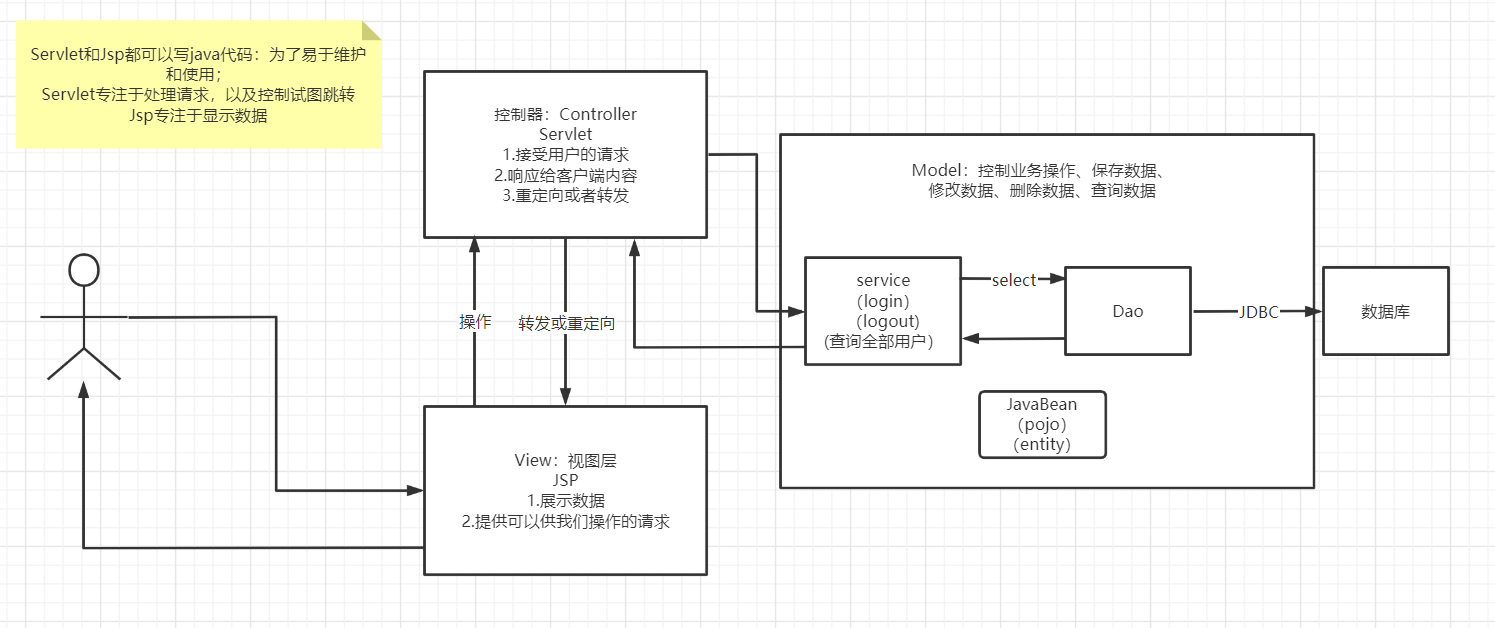 Servlet和Jsp都可以写java代码：为了易于维护
和使用；
Servlet专注于处理请求，以及控制试图跳转
Jsp专注于显示数据
控制器：Controller
Servlet
1.接受用户的请求
2.响应给客户端内容
3.重定向或者转发
Model：控制业务操作、保存数据、
修改数据、删除数据、查询数据
service
（login）
（logout）
（查询全部用户）
select
Dao
JDBC
数据库
操作
转发或重定向
JavaBean
（pojo）
（entity）
View：视图层
JSP
1.展示数据
2.提供可以供我们操作的请求